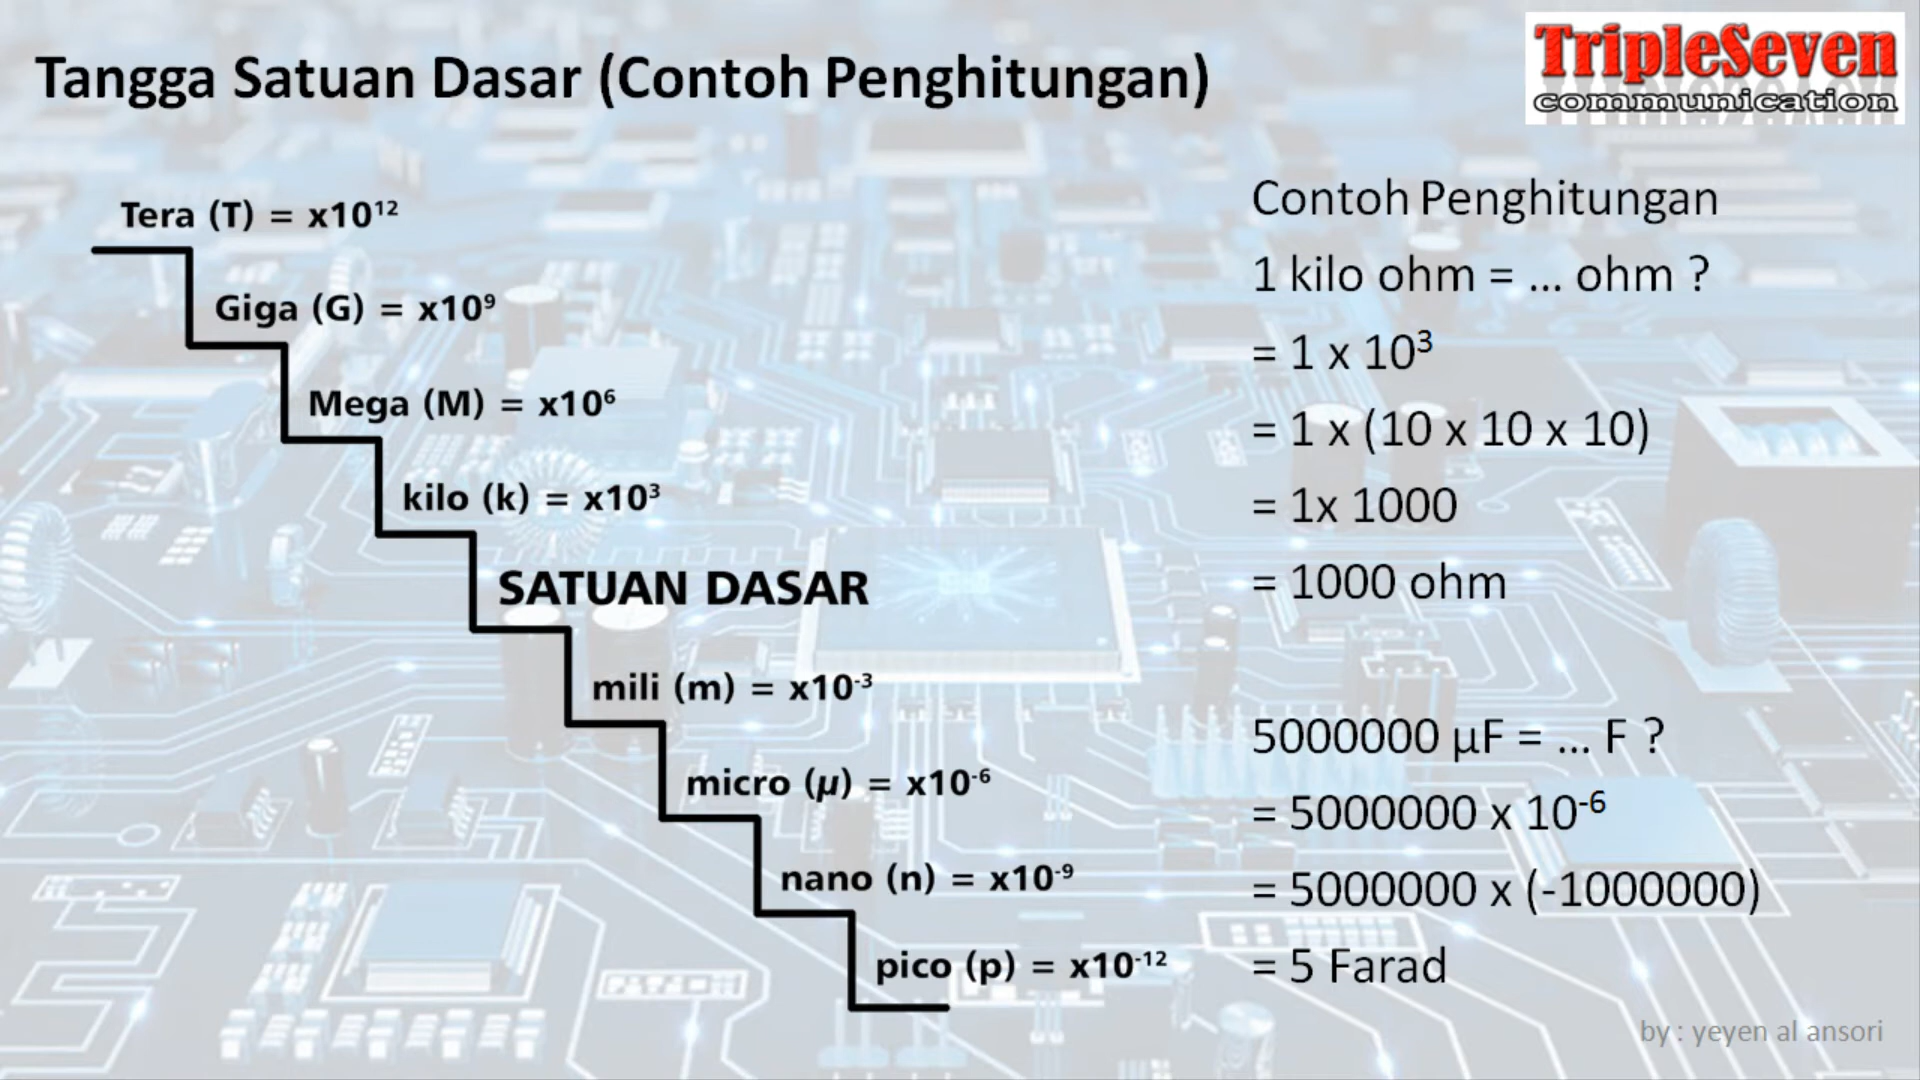 Tangga Satuan Dasar (Contoh Penghitungan)
TripleSeven
communication
Tera (T) = x10¹²
Giga (G) = x10⁹
Mega (M) = x10⁶
kilo (k) = x10³
SATUAN DASAR
mili (m) = x10⁻³
micro (µ) = x10⁻⁶
nano (n) = x10⁻⁹
pico (p) = x10⁻¹²
Contoh Penghitungan
1 kilo ohm = ... ohm ?
= 1 x 10³
= 1 x (10 x 10 x 10)
= 1x 1000
= 1000 ohm
5000000 µF = ... F ?
= 5000000 x 10⁻⁶
= 5000000 x (-1000000)
= 5 Farad
by : yeyen al ansori